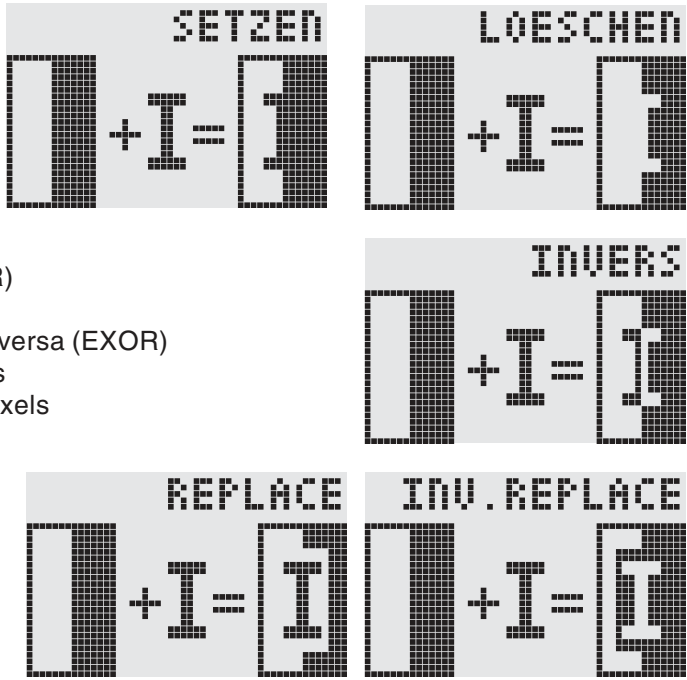 SETZEN
LOESCHEN
+ I =
+ I =
R)
versa (EXOR)
s
xels
INVERS
+ I =
REPLACE
INV.REPLACE
+ I =
+ I =